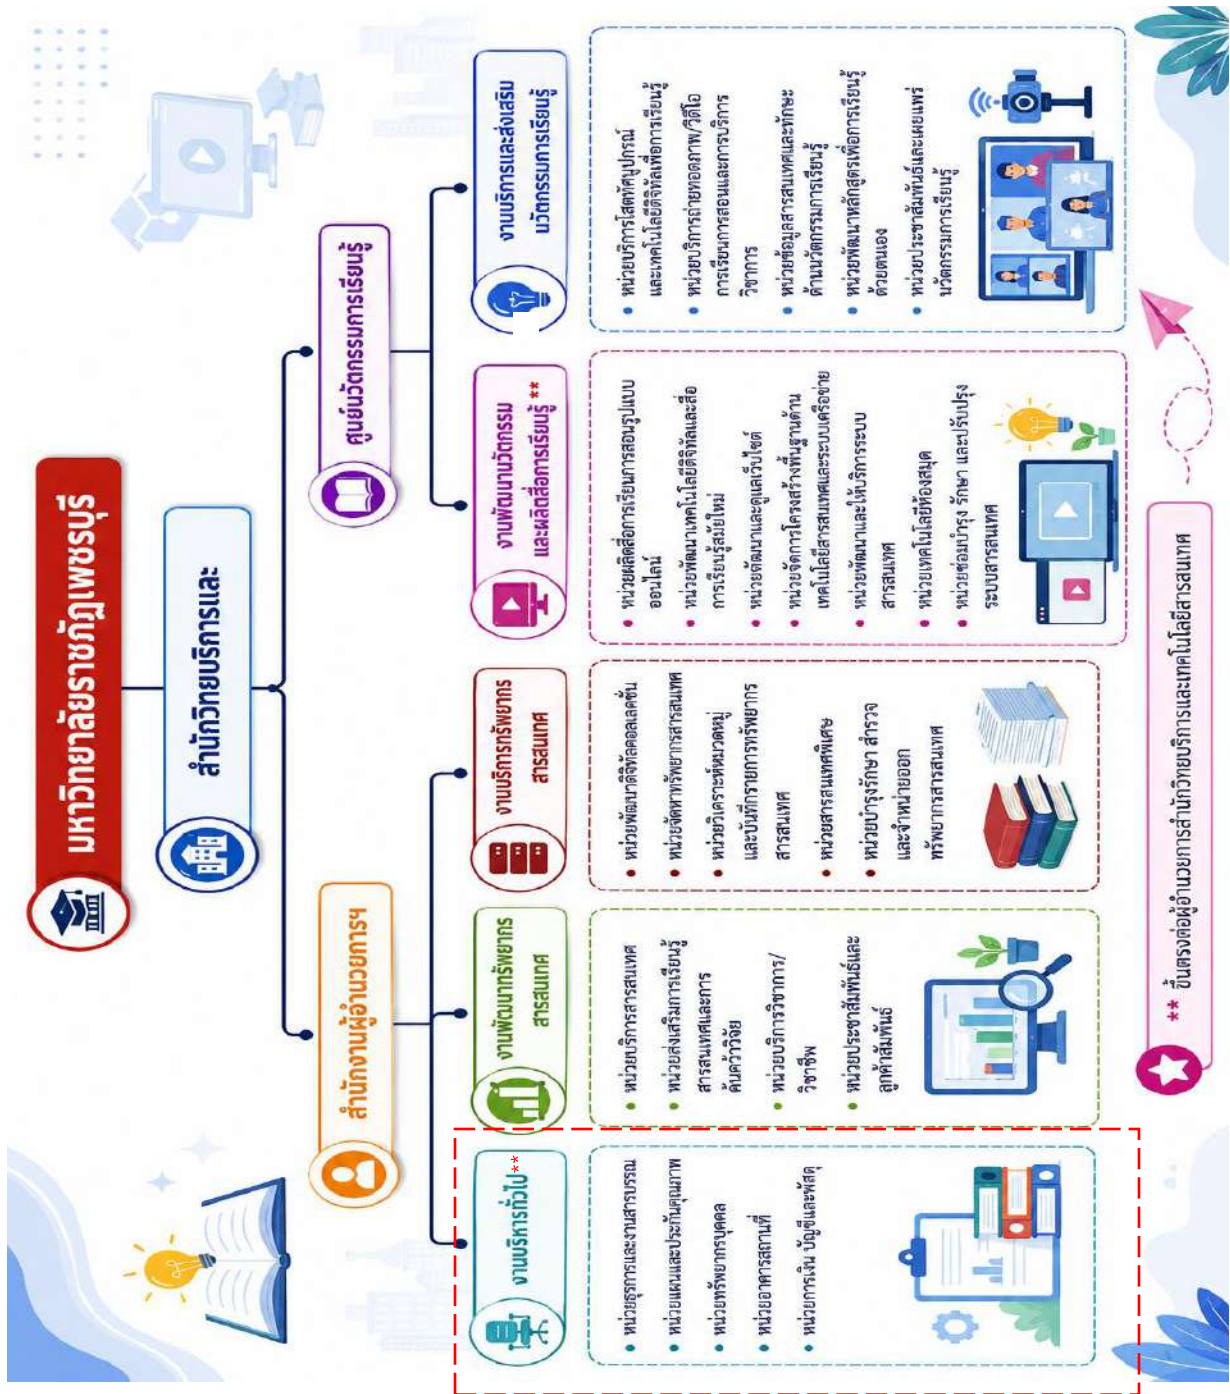 มหาวิทยาลัยราชภัฏเพชรบุรี
สำนักวิทยบริการและ
สำนักงานผู้อำนวยการฯ
ศูนย์นวัตกรรมการเรียนรู้
งานบริหารทั่วไป**
หน่วยธุรการและงานสารบรรณ
หน่วยแผนและประกันคุณภาพ
หน่วยทรัพยากรบุคคล
หน่วยอาคารสถานที่
หน่วยการเงิน บัญชีและพัสดุ
งานพัฒนาทรัพยากร
สารสนเทศ
หน่วยบริการสารสนเทศ
หน่วยส่งเสริมการเรียนรู้
สารสนเทศและการ
ค้นคว้าวิจัย
หน่วยบริการวิชาการ/
วิชาชีพ
หน่วยประชาสัมพันธ์และ
ลูกค้าสัมพันธ์
งานบริการทรัพยากร
สารสนเทศ
หน่วยพัฒนาดิจิทัลคอลเลคชั่น
หน่วยจัดหาทรัพยากรสารสนเทศ
หน่วยวิเคราะห์หมวดหมู่
และบันทึกรายการทรัพยากร
สารสนเทศ
หน่วยสารสนเทศพิเศษ
หน่วยบำรุงรักษา สำรวจ
และจำหน่ายออก
ทรัพยากรสารสนเทศ
งานพัฒนานวัตกรรม
และผลิตสื่อการเรียนรู้ **
หน่วยผลิตสื่อการเรียนการสอนรูปแบบ
ออนไลน์
หน่วยพัฒนาเทคโนโลยีดิจิทัลและสื่อ
การเรียนรู้สมัยใหม่
หน่วยพัฒนาและดูแลเว็บไซต์
หน่วยจัดการโครงสร้างพื้นฐานด้าน
เทคโนโลยีสารสนเทศและระบบเครือข่าย
หน่วยพัฒนาและให้บริการระบบ
สารสนเทศ
หน่วยเทคโนโลยีห้องสมุด
หน่วยซ่อมบำรุง รักษา และปรับปรุง
ระบบสารสนเทศ
งานบริการและส่งเสริม
นวัตกรรมการเรียนรู้
หน่วยบริการโสตทัศนูปกรณ์
และเทคโนโลยีดิจิทัลเพื่อการเรียนรู้
หน่วยบริการถ่ายทอดภาพ/วิดีโอ
การเรียนการสอนและการบริการ
วิชาการ
หน่วยข้อมูลสารสนเทศและทักษะ
ด้านนวัตกรรมการเรียนรู้
หน่วยพัฒนาหลักสูตรเพื่อการเรียนรู้
ด้วยตนเอง
หน่วยประชาสัมพันธ์และเผยแพร่
นวัตกรรมการเรียนรู้
** ขึ้นตรงต่อผู้อำนวยการสำนักวิทยบริการและเทคโนโลยีสารสนเทศ